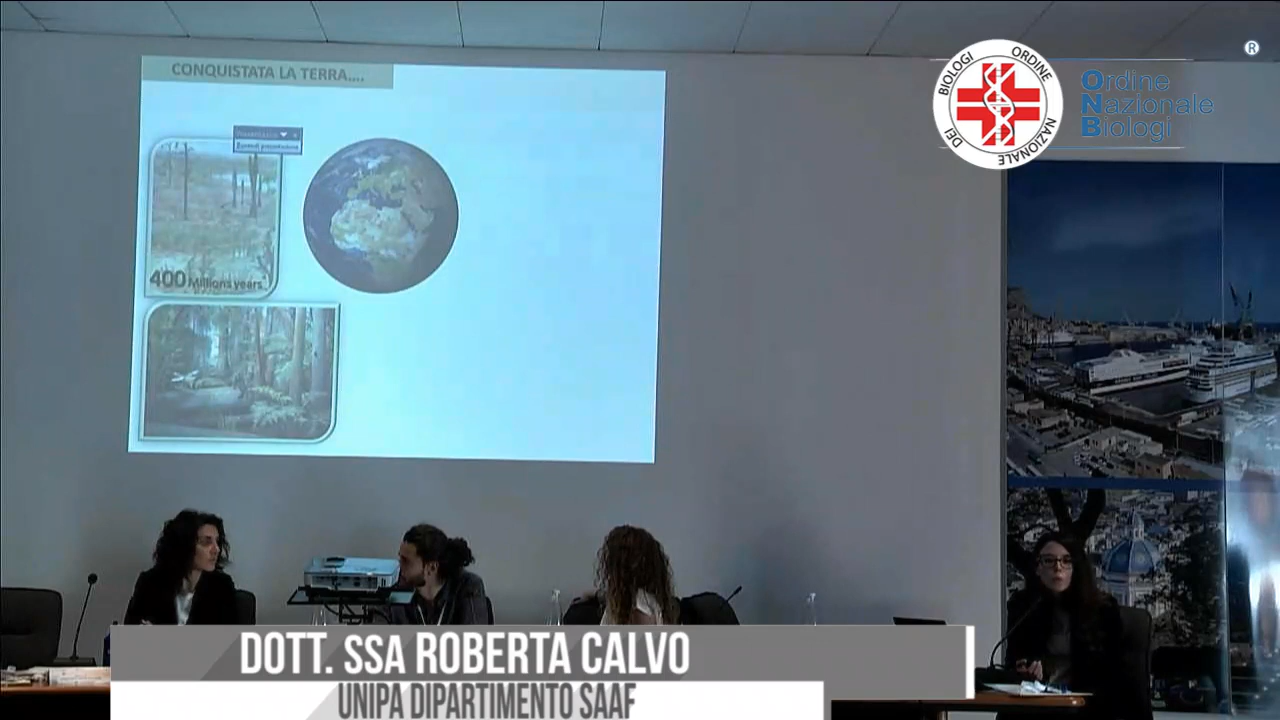 CONQUISTATA LA TERRA....
400 Millions years
BIOLOGI ORDINE
DEI NAZIONALE
Ordine
Nazionale
Biologi
®
DOTT. SSA ROBERTA CALVO
UNIPA DIPARTIMENTO SAAF